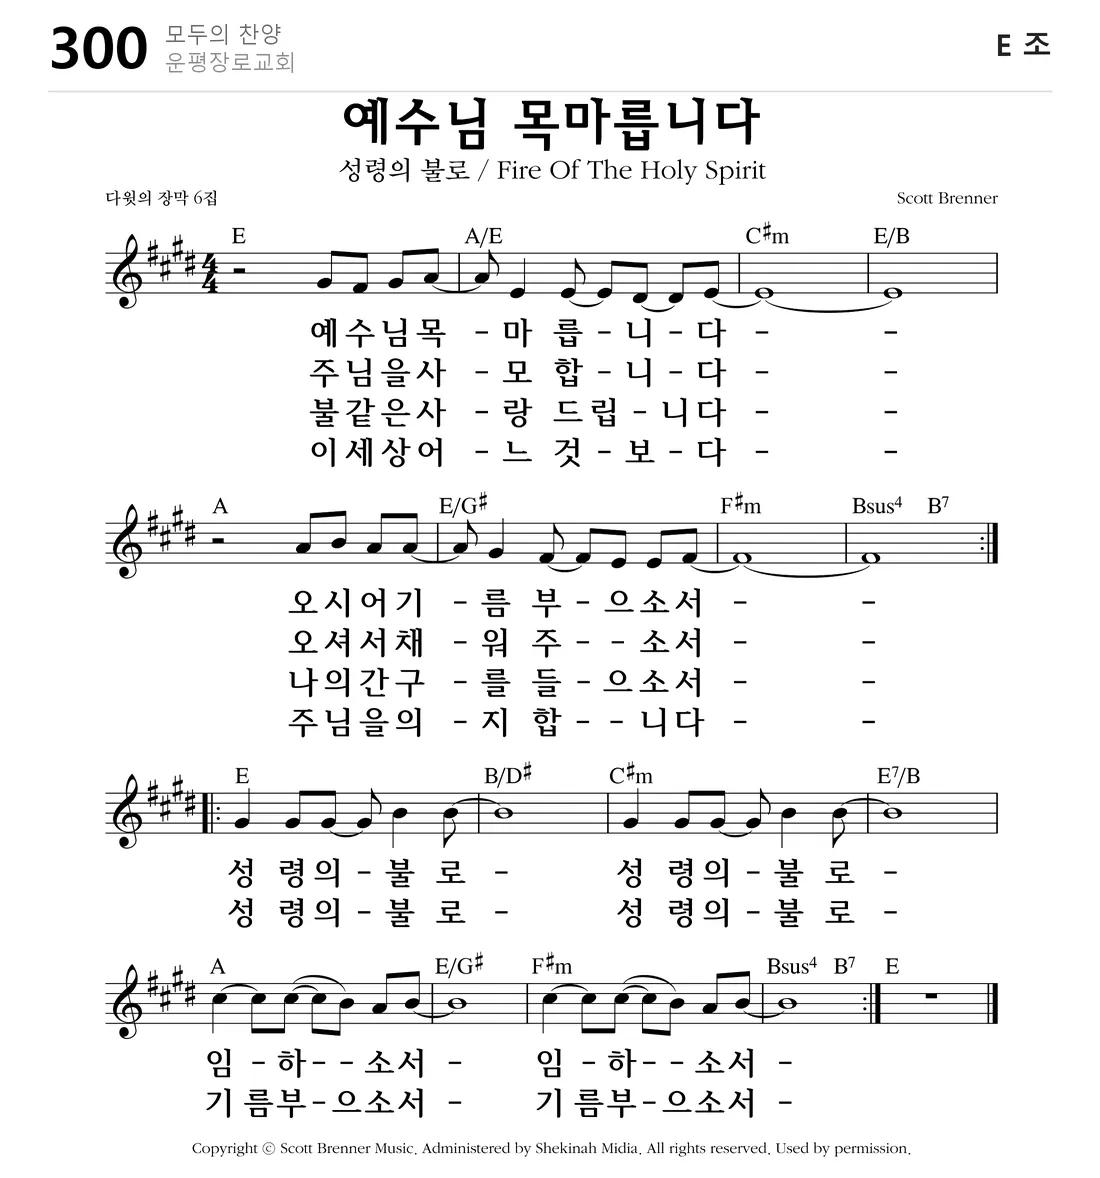 300 모두의 찬양
운평장로교회
E 조
예수님 목마릅니다
성령의 불로 / Fire Of The Holy Spirit
다윗의 장막 6집 Scott Brenner
E A/E C#m E/B
예수님목 - 마 릅 - 니 - 다 - -
주님을사 - 모 합 - 니 - 다 - -
불같은사 - 랑 드립 - 니다 - -
이세상어 - 느 것 - 보 - 다 - -
A E/G# F#m Bsus4 B7
오시어기 - 름 부 - 으소서 - -
오셔서채 - 워 주 - - 소서 - -
나의간구 - 를 들 - 으소서 - -
주님을의 - 지 합 - - 니다 - -
E B/D# C#m E7/B
성 령의 - 불 로 - 성 령의 - 불 로 -
성 령의 - 불 로 - 성 령의 - 불 로 -
A E/G# F#m Bsus4 B7 E
임 - 하 - - 소서 - 임 - 하 - - 소서 -
기 름부 - 으소서 - 기 름부 - 으소서 -
Copyright ⓒ Scott Brenner Music. Administered by Shekinah Midia. All rights reserved. Used by permission.